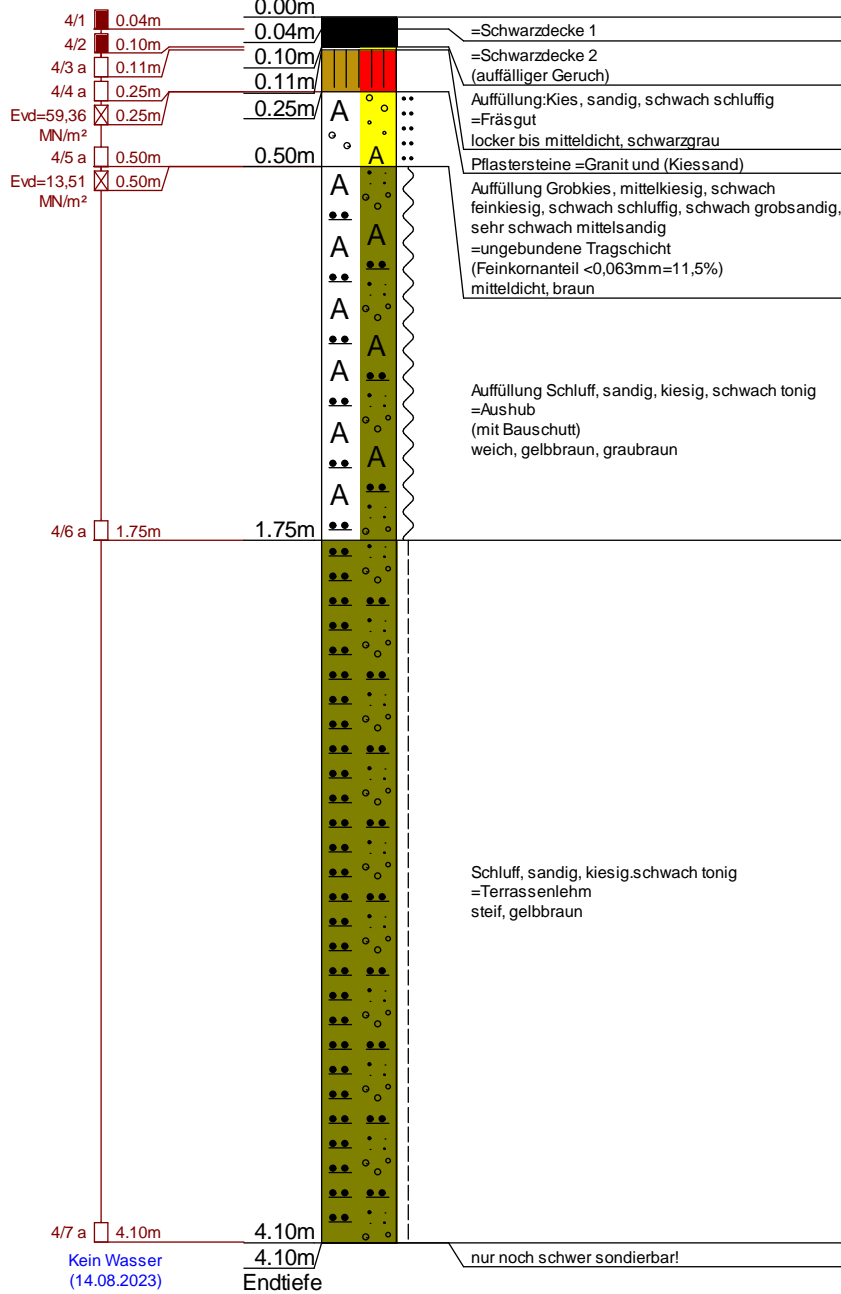 0.00m
4/1 0.04m
0.04m
=Schwarzdecke 1
4/2 0.10m
0.10m
=Schwarzdecke 2
(auffälliger Geruch)
4/3 a 0.11m
0.11m
4/4 a 0.25m
0.25m
Auffüllung:Kies, sandig, schwach schluffig
=Fräsgut
locker bis mitteldicht, schwarzgrau
Evd=59,36 0.25m
MN/m²
A
A
4/5 a 0.50m
0.50m
Pflastersteine =Granit und (Kiessand)
Evd=13,51 0.50m
MN/m²
Auffüllung Grobkies, mittelkiesig, schwach
feinkiesig, schwach schluffig, schwach grobsandig,
sehr schwach mittelsandig
=ungebundene Tragschicht
(Feinkornanteil <0,063mm=11,5%)
mitteldicht, braun
A
A
A
A
A
A
A
A
A
Auffüllung Schluff, sandig, kiesig, schwach tonig
=Aushub
(mit Bauschutt)
weich, gelbbraun, graubraun
4/6 a 1.75m
1.75m
Schluff, sandig, kiesig.schwach tonig
=Terrassenlehm
steif, gelbbraun
4/7 a 4.10m
4.10m
Kein Wasser
(14.08.2023)
4.10m
Endtiefe
nur noch schwer sondierbar!